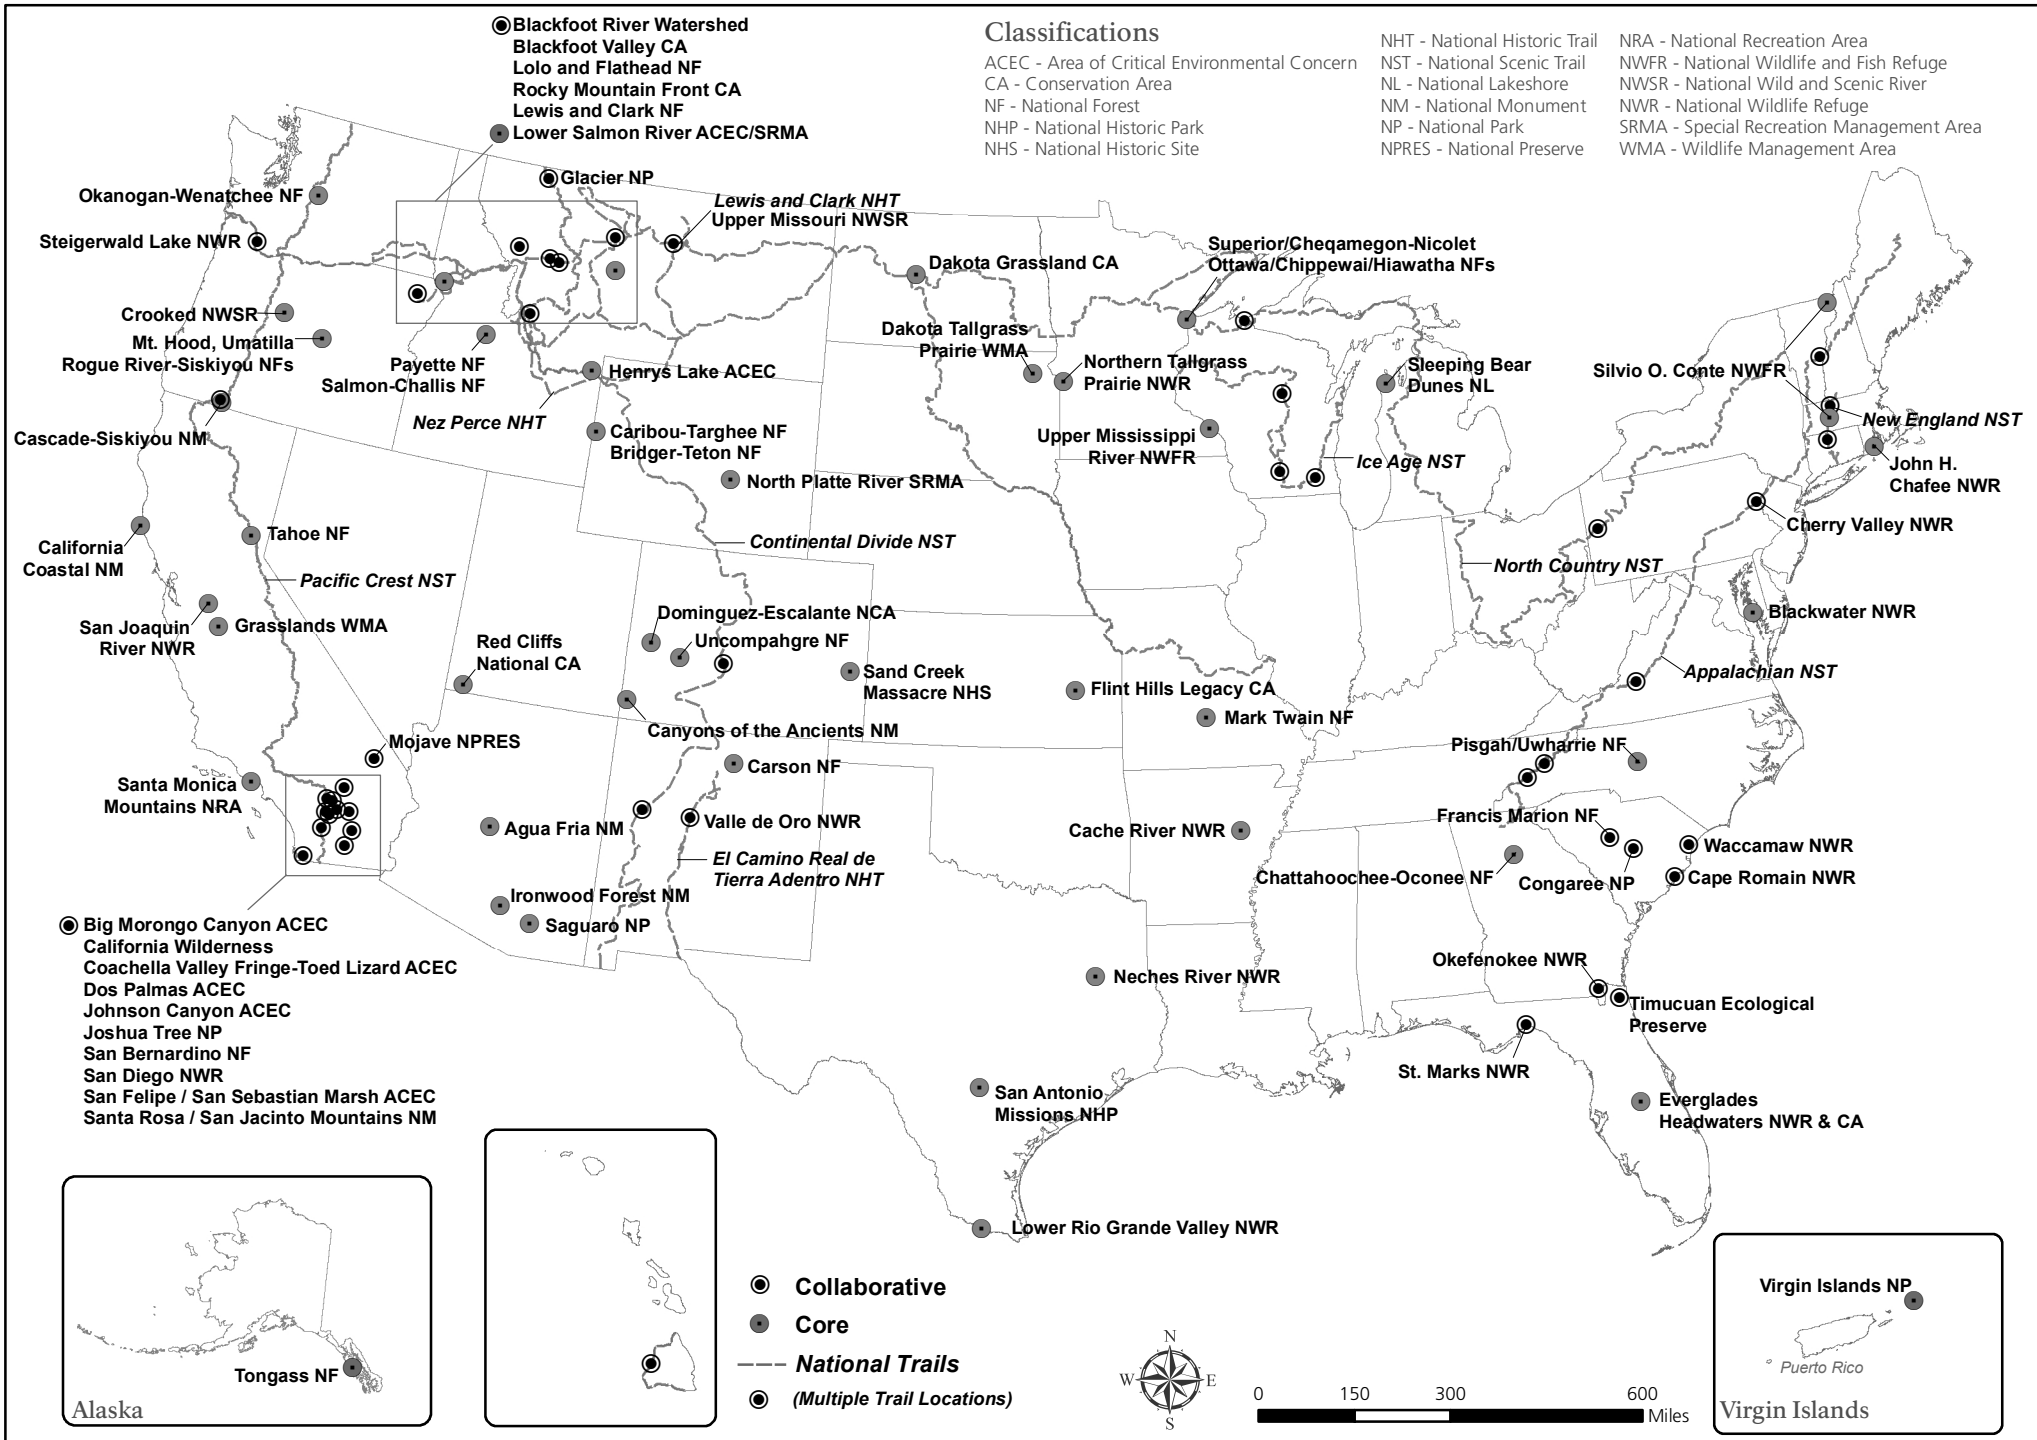 Blackfoot River Watershed
Blackfoot Valley CA
Lolo and Flathead NF
Rocky Mountain Front CA
Lewis and Clark NF
Lower Salmon River ACEC/SRMA
Classifications
ACEC - Area of Critical Environmental Concern
CA - Conservation Area
NF - National Forest
NHP - National Historic Park
NHS - National Historic Site
NHT - National Historic Trail
NST - National Scenic Trail
NL - National Lakeshore
NM - National Monument
NP - National Park
NPRES - National Preserve
NRA - National Recreation Area
NWFR - National Wildlife and Fish Refuge
NWSR - National Wild and Scenic River
NWR - National Wildlife Refuge
SRMA - Special Recreation Management Area
WMA - Wildlife Management Area
Okanogan-Wenatchee NF
Glacier NP
Lewis and Clark NHT
Upper Missouri NWSR
Steigerwald Lake NWR
Superior/Cheqamegon-Nicolet
Ottawa/Chippewai/Hiawatha NFs
Dakota Grassland CA
Crooked NWSR
Mt. Hood, Umatilla
Rogue River-Siskiyou NFs
Payette NF
Salmon-Challis NF
Henrys Lake ACEC
Dakota Tallgrass
Prairie WMA
Northern Tallgrass
Prairie NWR
Sleeping Bear
Dunes NL
Silvio O. Conte NWFR
Nez Perce NHT
New England NST
Cascade-Siskiyou NM
Caribou-Targhee NF
Bridger-Teton NF
Upper Mississippi
River NWFR
Ice Age NST
John H.
Chafee NWR
North Platte River SRMA
Cherry Valley NWR
California
Coastal NM
Tahoe NF
Continental Divide NST
Pacific Crest NST
North Country NST
San Joaquin
River NWR
Grasslands WMA
Dominguez-Escalante NCA
Uncompahgre NF
Blackwater NWR
Red Cliffs
National CA
Sand Creek
Massacre NHS
Flint Hills Legacy CA
Appalachian NST
Canyons of the Ancients NM
Mark Twain NF
Mojave NPRES
Carson NF
Pisgah/Uwharrie NF
Santa Monica
Mountains NRA
Agua Fria NM
Valle de Oro NWR
Cache River NWR
Francis Marion NF
Waccamaw NWR
El Camino Real de
Tierra Adentro NHT
Chattahoochee-Oconee NF
Congaree NP
Cape Romain NWR
Ironwood Forest NM
Saguaro NP
Big Morongo Canyon ACEC
California Wilderness
Coachella Valley Fringe-Toed Lizard ACEC
Dos Palmas ACEC
Johnson Canyon ACEC
Joshua Tree NP
San Bernardino NF
San Diego NWR
San Felipe / San Sebastian Marsh ACEC
Santa Rosa / San Jacinto Mountains NM
Neches River NWR
Okefenokee NWR
Timucuan Ecological
Preserve
St. Marks NWR
San Antonio
Missions NHP
Everglades
Headwaters NWR & CA
Lower Rio Grande Valley NWR
Tongass NF
Alaska
Collaborative
Core
National Trails
(Multiple Trail Locations)
N
W
E
S
0
150
300
600
Miles
Virgin Islands NP
Puerto Rico
Virgin Islands